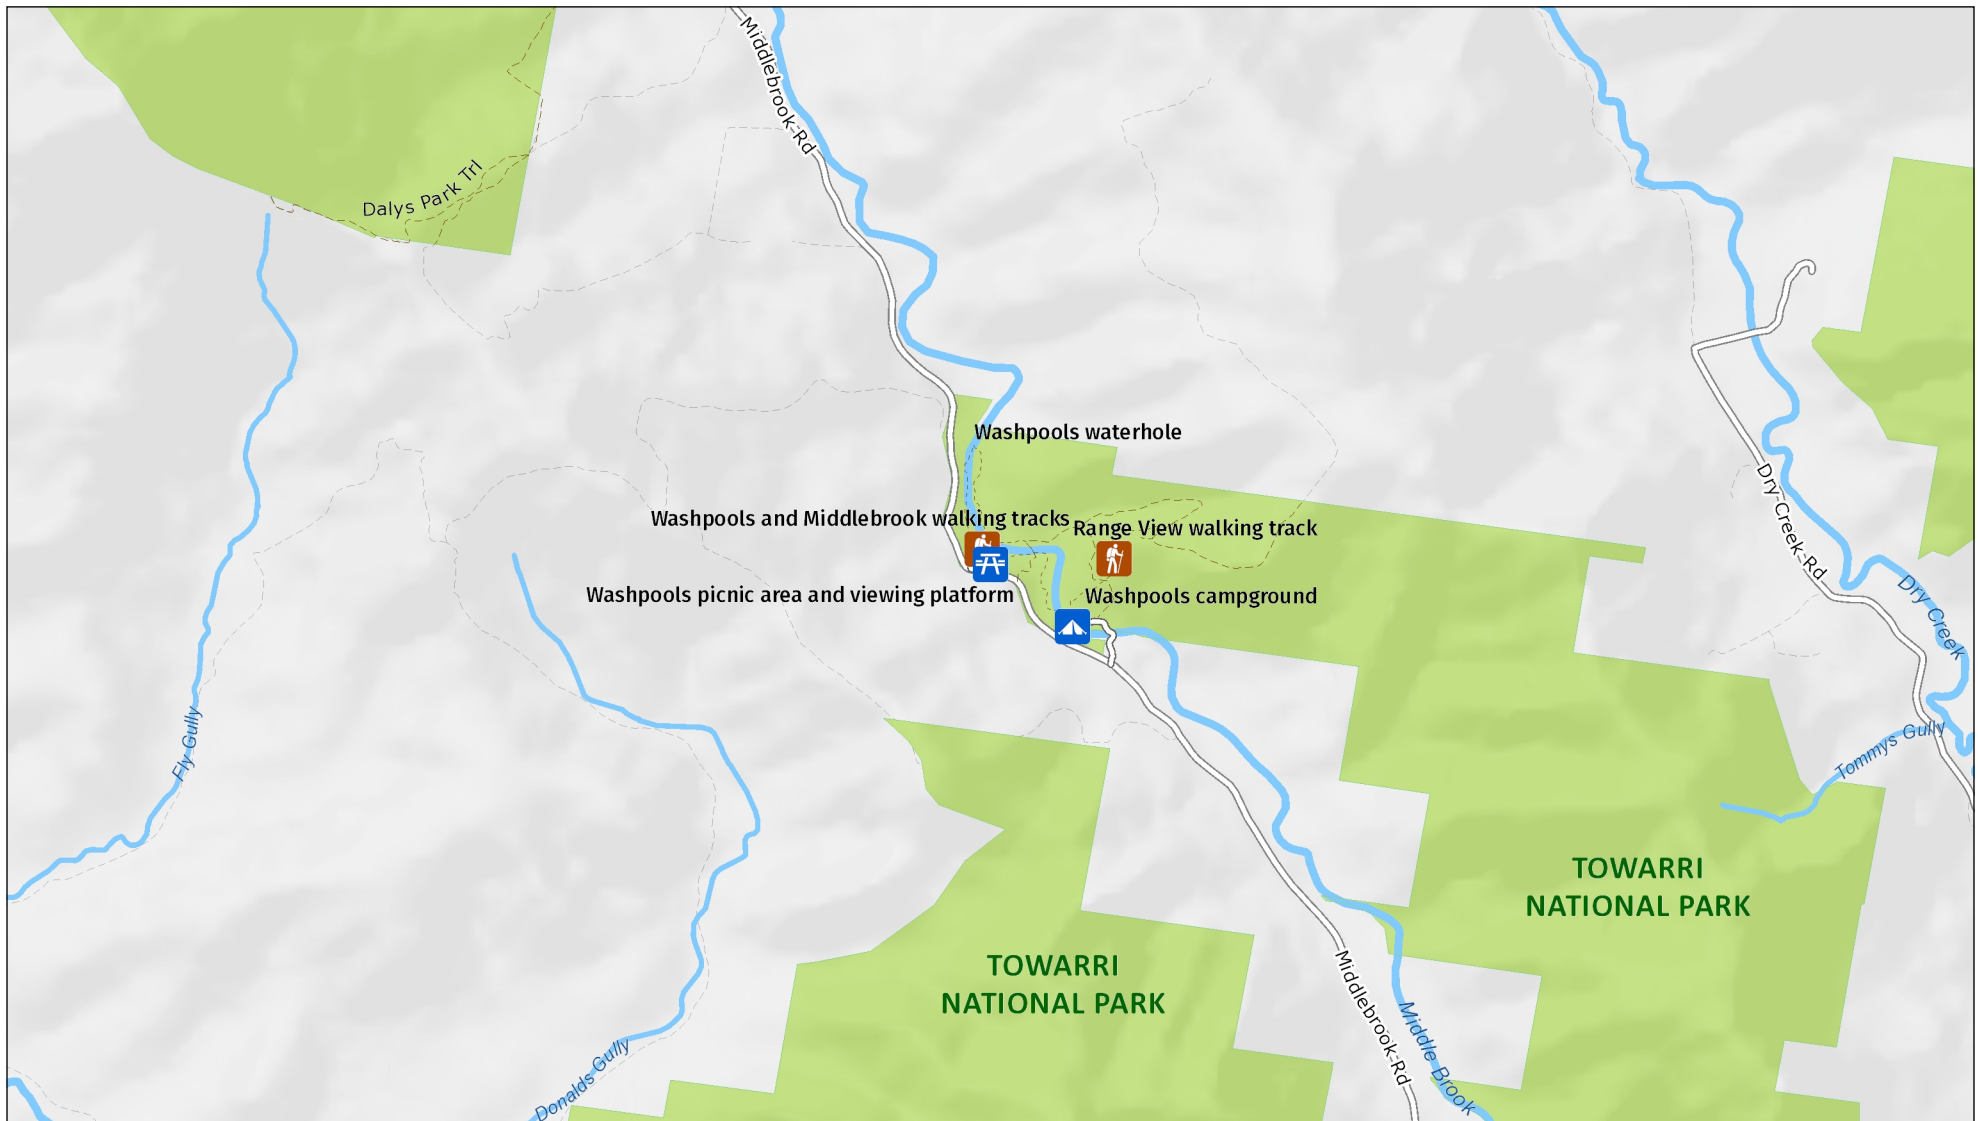 Middlebrook-Rd
Dalys Park Trl
Washpools waterhole
Washpools and Middlebrook walking tracks
Range View walking track
Dry-Creek-Rd
Washpools picnic area and viewing platform
Washpools campground
Dry Creek
Fly Gully
Tommys Gully
TOWARRI
NATIONAL PARK
TOWARRI
NATIONAL PARK
Middlebrook-Rd
Middle Brook
Donalds Gully